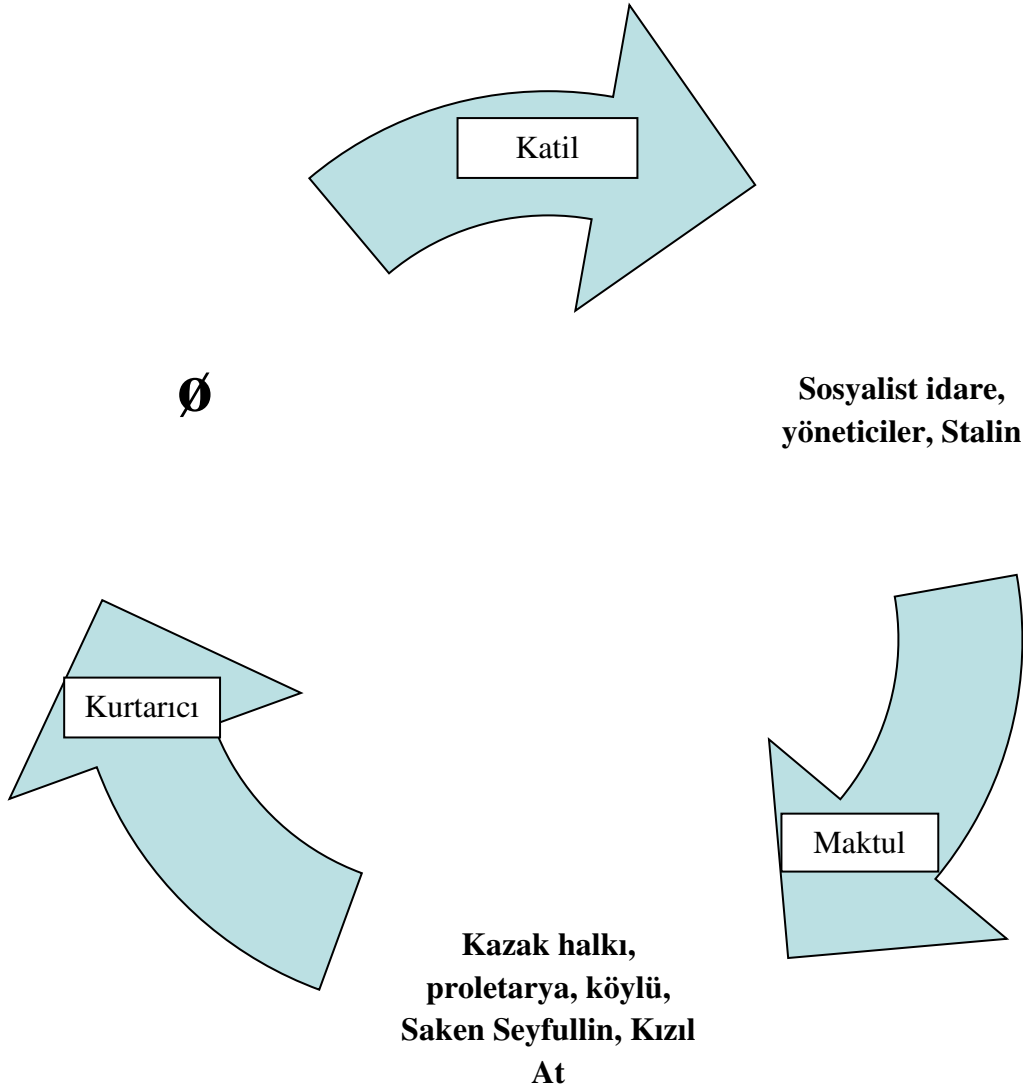 Katil
Ø
Sosyalist idare,
yöneticiler, Stalin
Kurtarıcı
Maktul
Kazak halkı,
proletarya, köylü,
Saken Seyfullin, Kızıl
At